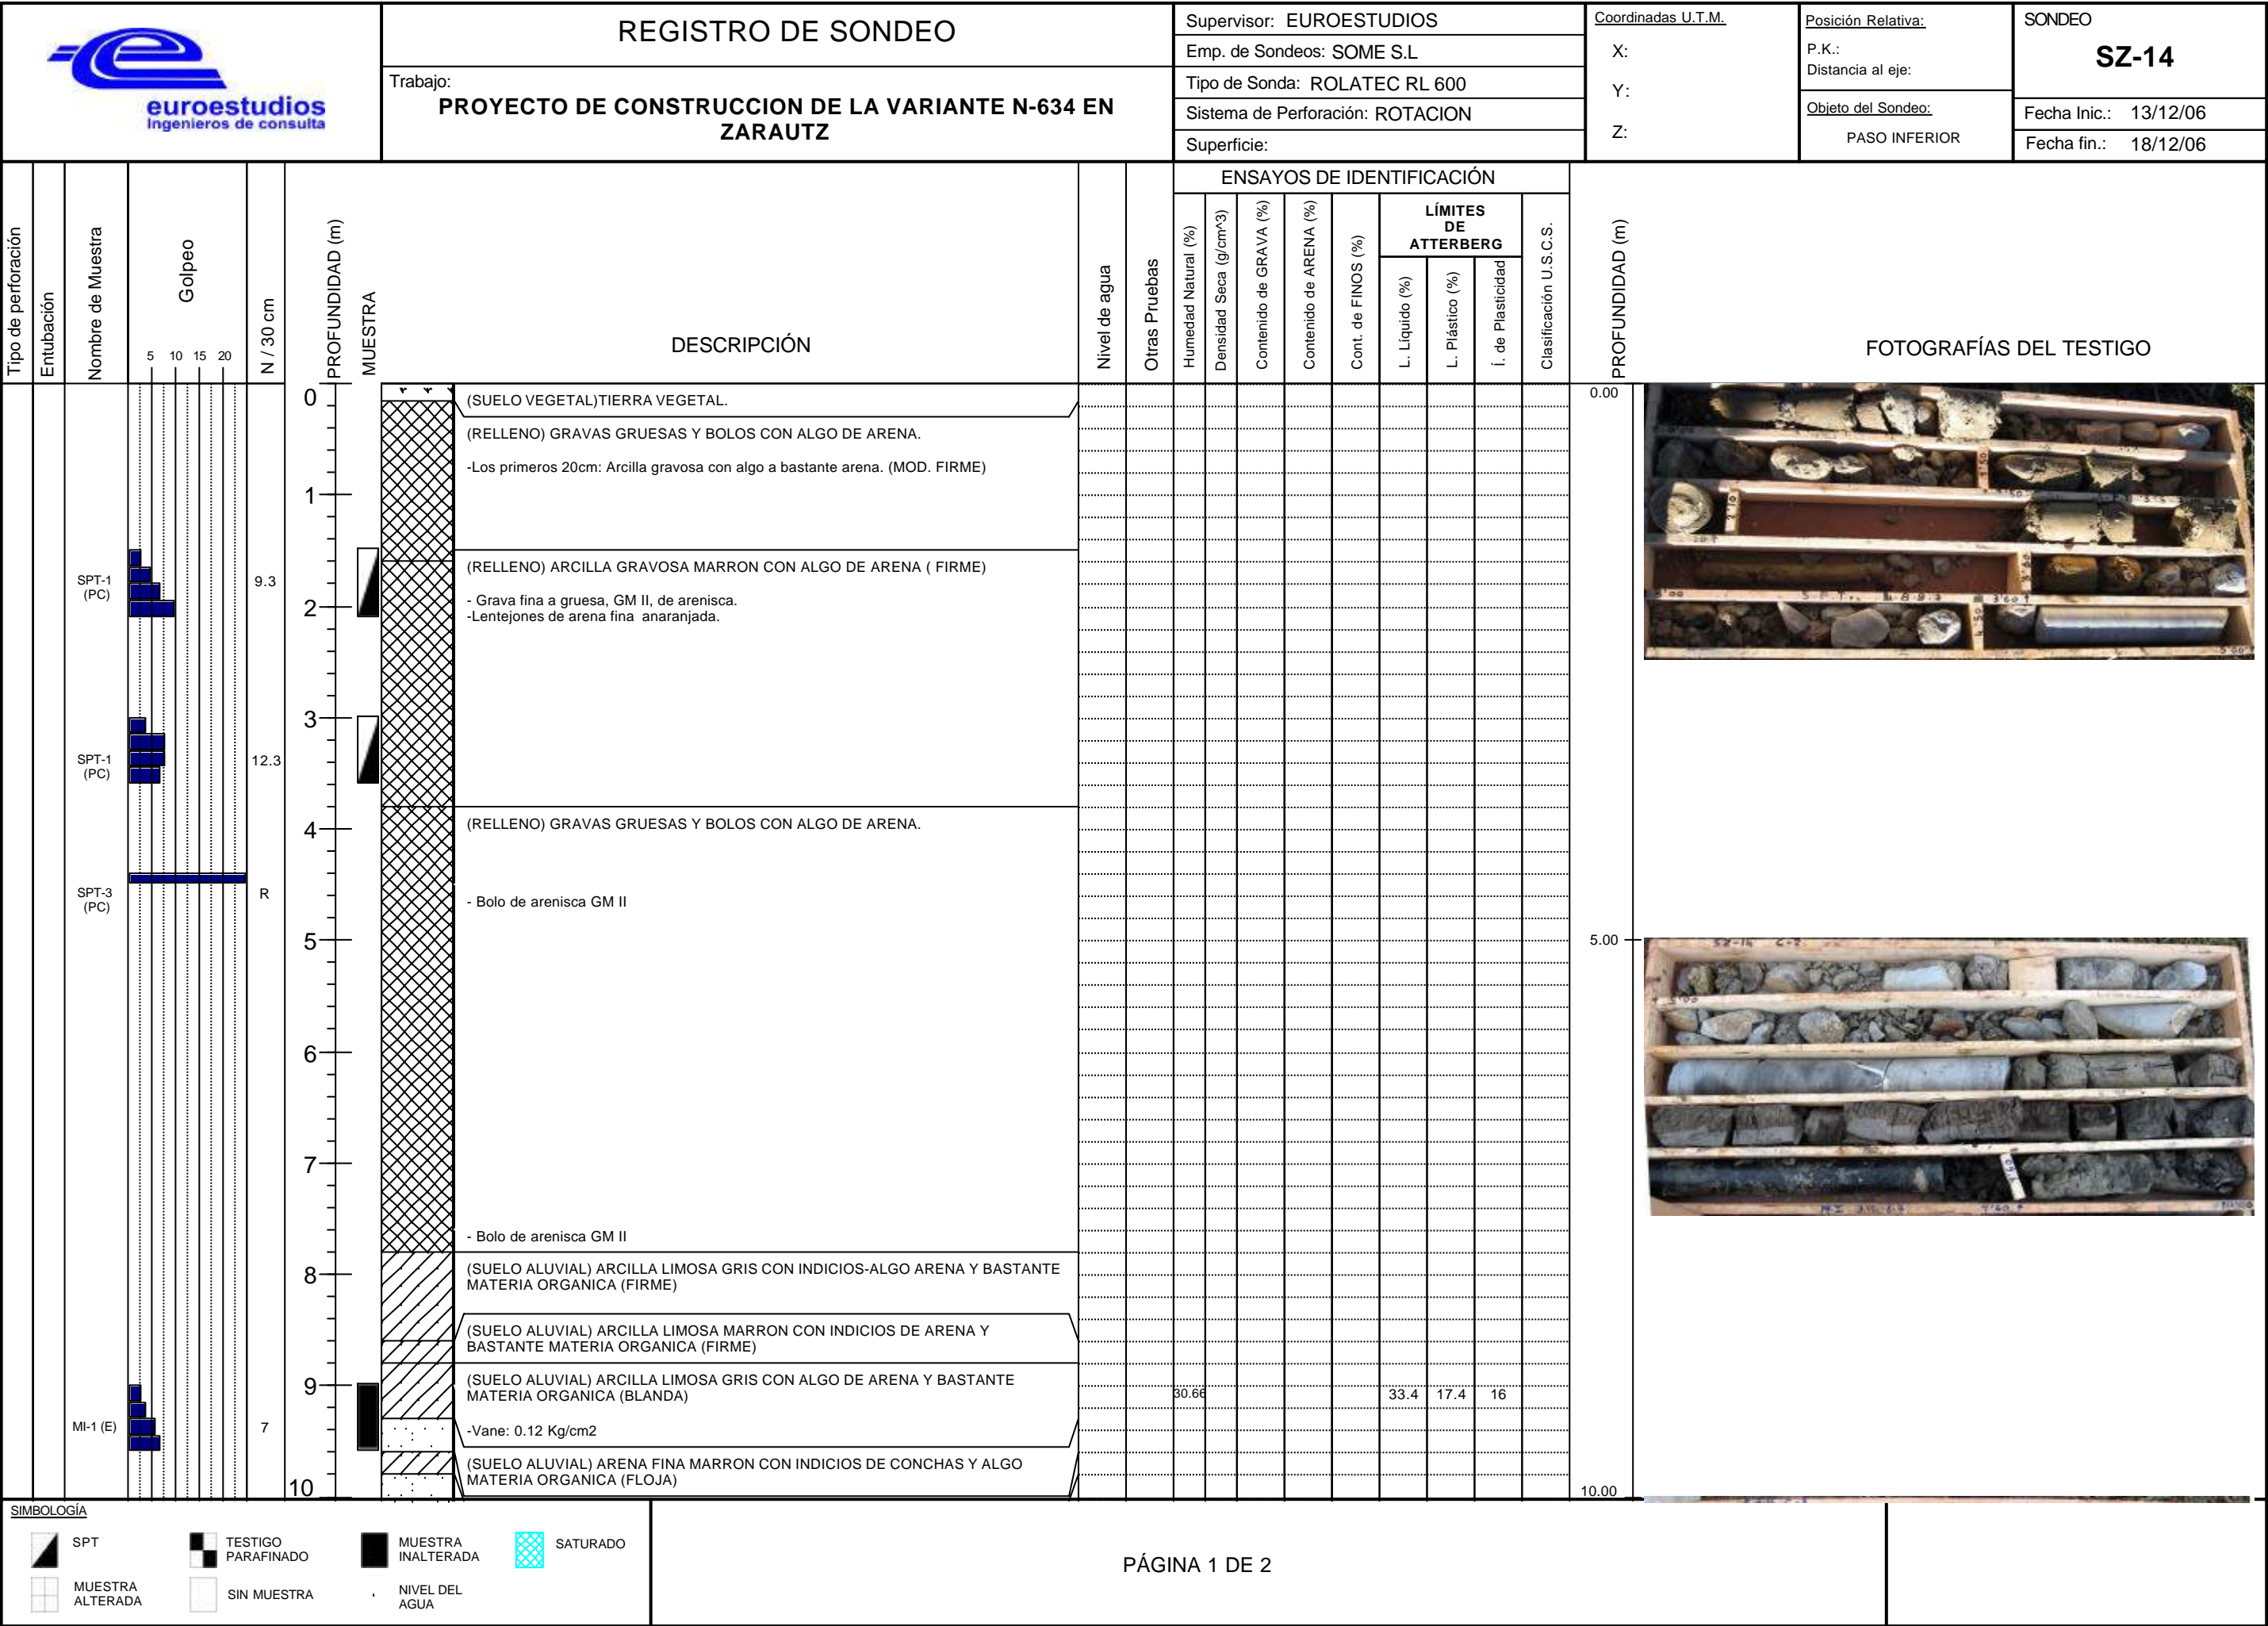 euroestudios
Ingenieros de consulta
REGISTRO DE SONDEO
Trabajo:
PROYECTO DE CONSTRUCCION DE LA VARIANTE N-634 EN
ZARAUTZ
Supervisor: EUROESTUDIOS
Emp. de Sondeos: SOME S.L
Tipo de Sonda: ROLATEC RL 600
Sistema de Perforación: ROTACION
Superficie:
Coordinadas U.T.M.
X:
Y:
Z:
Posición Relativa:
P.K.:
Distancia al eje:
Objeto del Sondeo:
PASO INFERIOR
SONDEO
SZ-14
Fecha Inic.: 13/12/06
Fecha fin.: 18/12/06
Tipo de perforación
Entubación
Nombre de Muestra
Golpeo
5 10 15 20
N / 30 cm
PROFUNDIDAD (m)
MUESTRA
DESCRIPCIÓN
Nivel de agua
Otras Pruebas
ENSAYOS DE IDENTIFICACIÓN
Humedad Natural (%)
Densidad Seca (g/cm^3)
Contenido de GRAVA (%)
Contenido de ARENA (%)
Cont. de FINOS (%)
LÍMITES
DE
ATTERBERG
L. Líquido (%)
L. Plástico (%)
Í. de Plasticidad
Clasificación U.S.C.S.
PROFUNDIDAD (m)
FOTOGRAFÍAS DEL TESTIGO
0
0.00
(SUELO VEGETAL)TIERRA VEGETAL.
(RELLENO) GRAVAS GRUESAS Y BOLOS CON ALGO DE ARENA.
-Los primeros 20cm: Arcilla gravosa con algo a bastante arena. (MOD. FIRME)
1
(RELLENO) ARCILLA GRAVOSA MARRON CON ALGO DE ARENA ( FIRME)
SPT-1
(PC)
9.3
- Grava fina a gruesa, GM II, de arenisca.
2
-Lentejones de arena fina anaranjada.
3
SPT-1
(PC)
12.3
(RELLENO) GRAVAS GRUESAS Y BOLOS CON ALGO DE ARENA.
4
SPT-3
(PC)
R
- Bolo de arenisca GM II
5
5.00
6
7
- Bolo de arenisca GM II
8
(SUELO ALUVIAL) ARCILLA LIMOSA GRIS CON INDICIOS-ALGO ARENA Y BASTANTE
MATERIA ORGANICA (FIRME)
(SUELO ALUVIAL) ARCILLA LIMOSA MARRON CON INDICIOS DE ARENA Y
BASTANTE MATERIA ORGANICA (FIRME)
9
(SUELO ALUVIAL) ARCILLA LIMOSA GRIS CON ALGO DE ARENA Y BASTANTE
MATERIA ORGANICA (BLANDA)
30.66
33.4
17.4
16
MI-1 (E)
7
-Vane: 0.12 Kg/cm2
(SUELO ALUVIAL) ARENA FINA MARRON CON INDICIOS DE CONCHAS Y ALGO
MATERIA ORGANICA (FLOJA)
10
10.00
SZ-14 C-2
SIMBOLOGÍA
SPT
TESTIGO
PARAFINADO
MUESTRA
INALTERADA
SATURADO
MUESTRA
ALTERADA
SIN MUESTRA
NIVEL DEL
AGUA
PÁGINA 1 DE 2